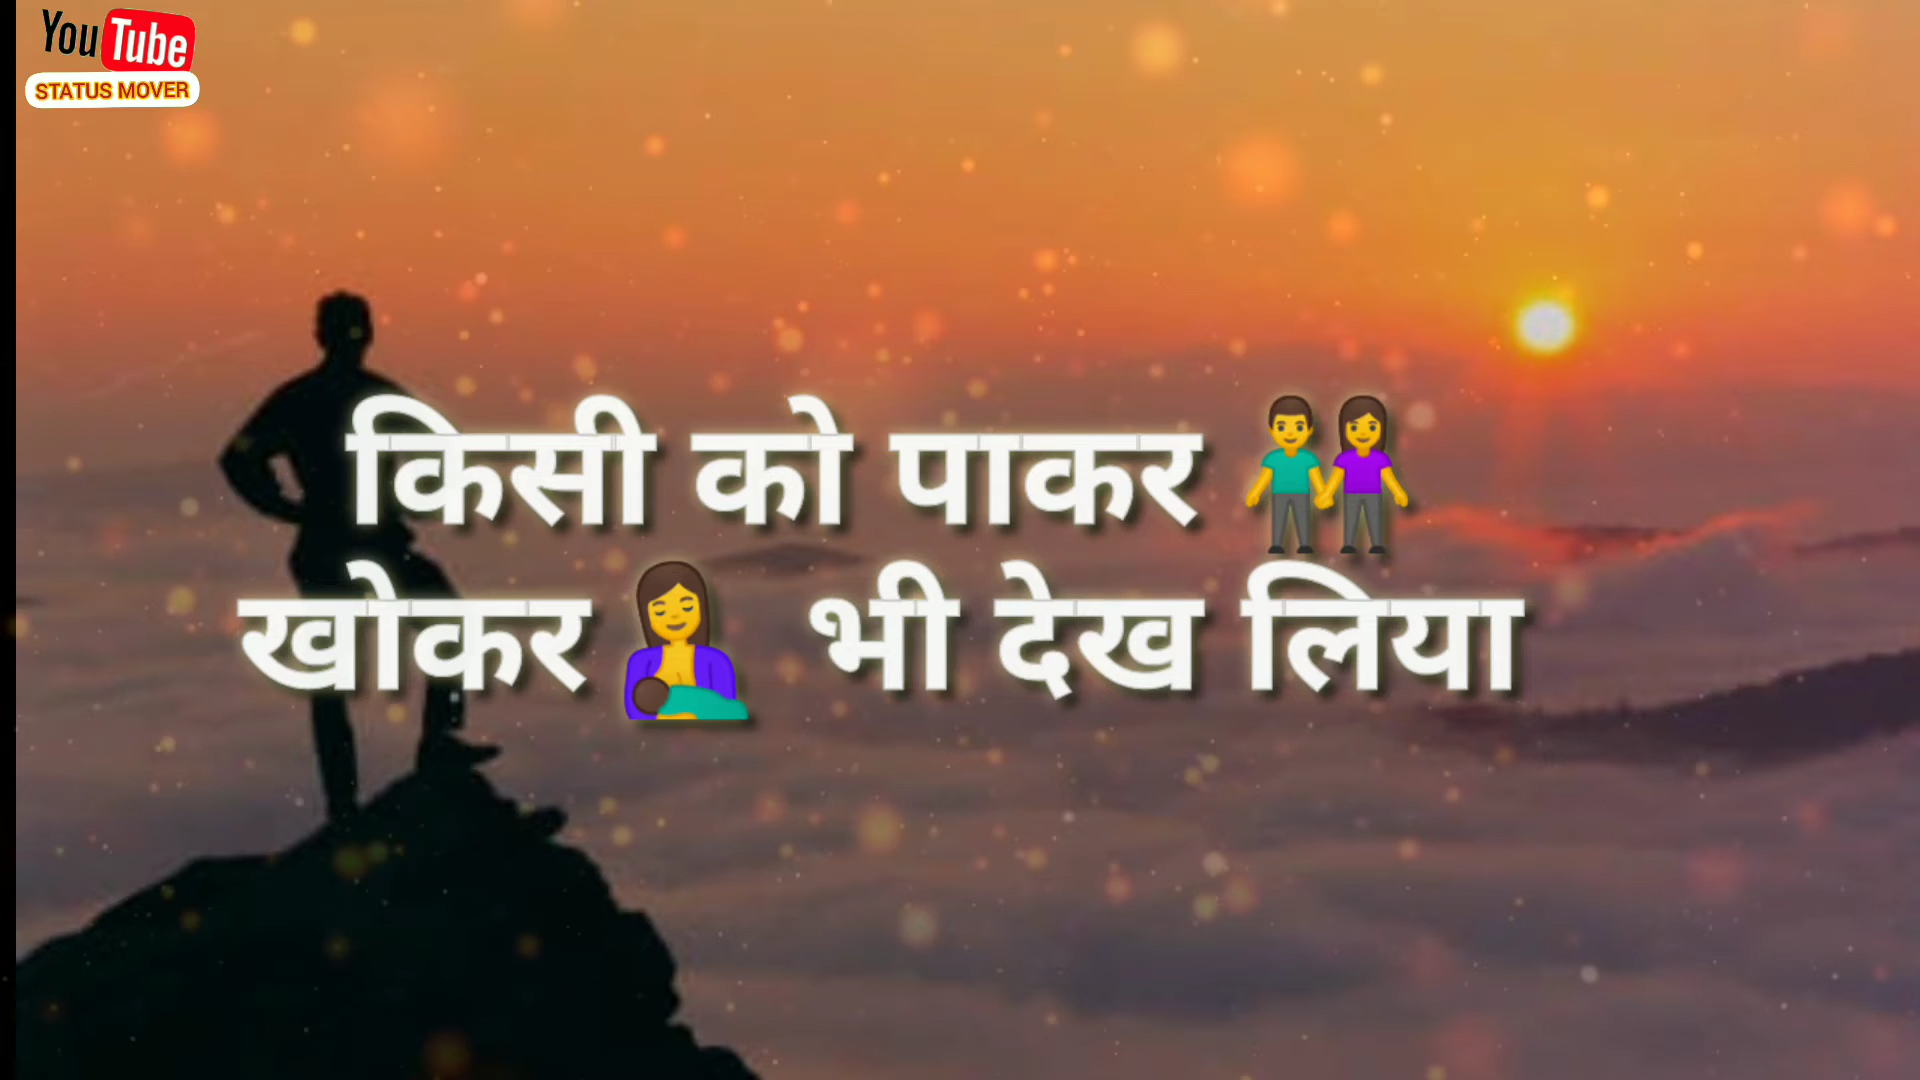 YouTube
STATUS MOVER
किसी को पाकर 👫
खोकर🤱 भी देख लिया